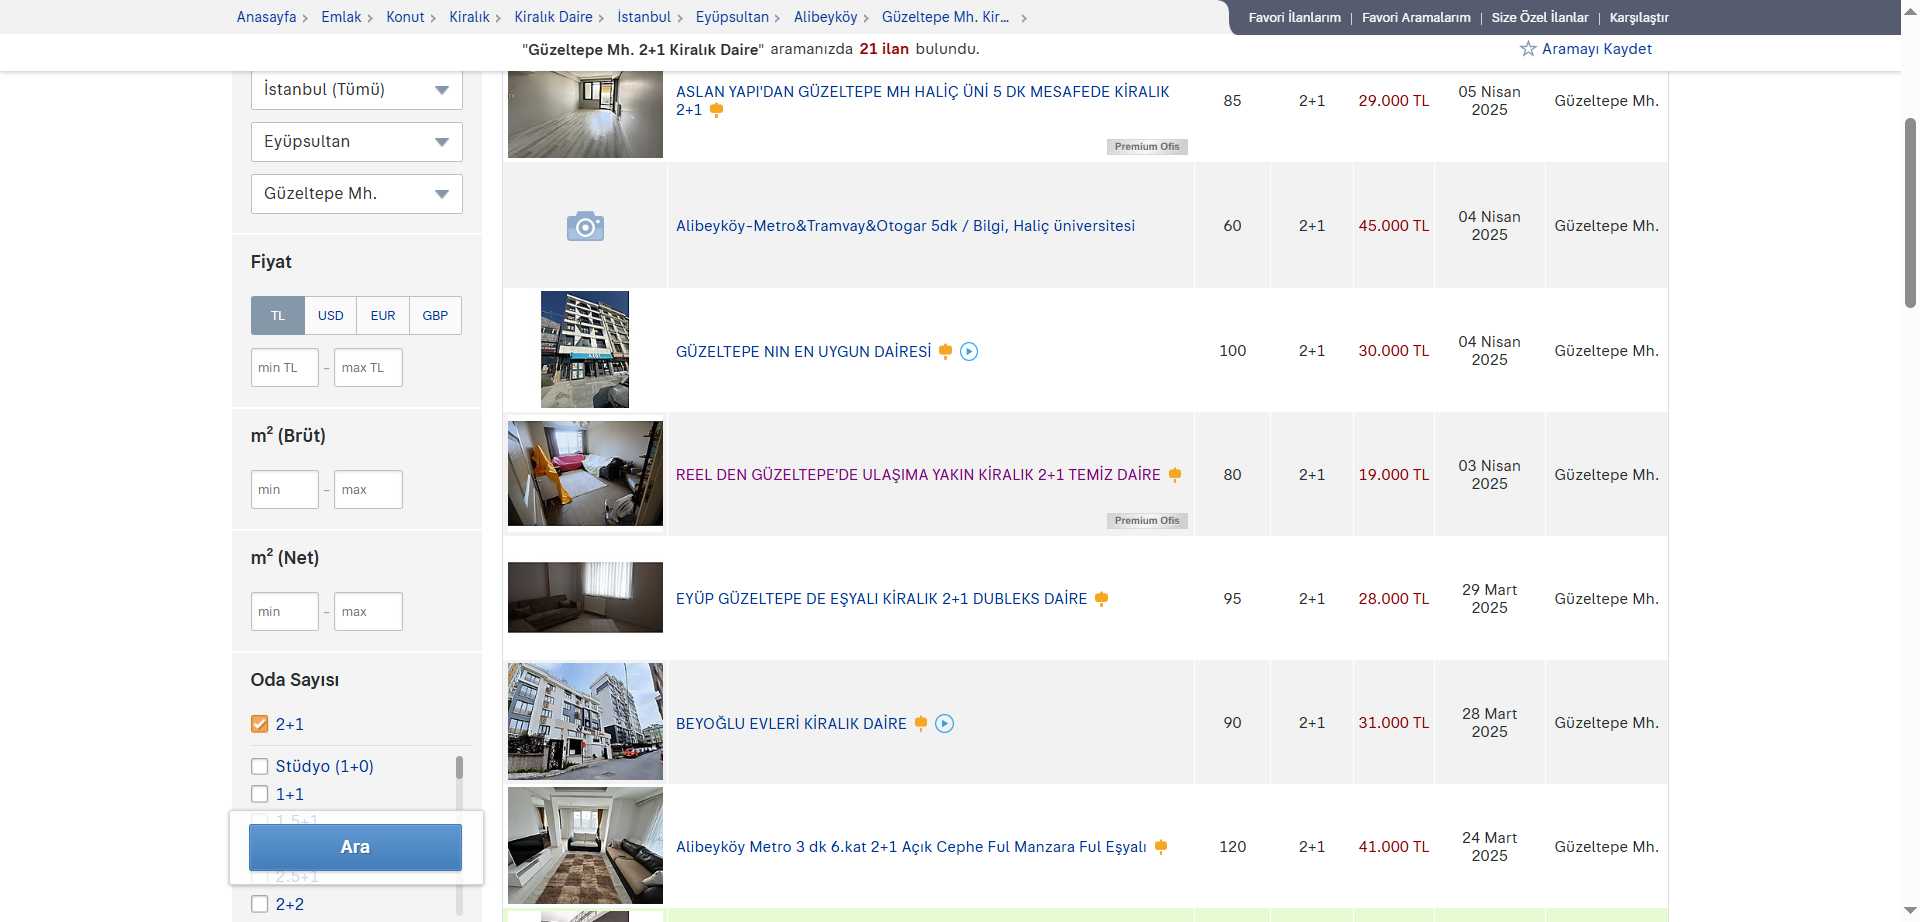 Anasayfa
Emlak
Konut
Kiralık
Kiralık Daire
İstanbul
Eyüpsultan
Alibeyköy
Güzeltepe Mh. Kir...
Favori İlanlarım | Favori Aramalarım | Size Özel İlanlar | Karşılaştır
"Güzeltepe Mh. 2+1 Kiralık Daire" aramanızda 21 ilan bulundu.
Aramayı Kaydet
İstanbul (Tümü)
Eyüpsultan
Güzeltepe Mh.
Fiyat
TL
USD
EUR
GBP
min TL - max TL
m² (Brüt)
min - max
m² (Net)
min - max
Oda Sayısı
2+1
Stüdyo (1+0)
1+1
1.5+1
Ara
2.5+1
2+2
ASLAN YAPI'DAN GÜZELTEPE MH HALİÇ ÜNİ 5 DK MESAFEDE KİRALIK
2+1
Premium Ofis
85
2+1
29.000 TL
05 Nisan
2025
Güzeltepe Mh.
Alibeyköy-Metro&Tramvay&Otogar 5dk / Bilgi, Haliç üniversitesi
60
2+1
45.000 TL
04 Nisan
2025
Güzeltepe Mh.
GÜZELTEPE NIN EN UYGUN DAİRESİ
100
2+1
30.000 TL
04 Nisan
2025
Güzeltepe Mh.
REEL DEN GÜZELTEPE'DE ULAŞIMA YAKIN KİRALIK 2+1 TEMİZ DAİRE
Premium Ofis
80
2+1
19.000 TL
03 Nisan
2025
Güzeltepe Mh.
EYÜP GÜZELTEPE DE EŞYALI KİRALIK 2+1 DUBLEKS DAİRE
95
2+1
28.000 TL
29 Mart
2025
Güzeltepe Mh.
BEYOĞLU EVLERİ KİRALIK DAİRE
90
2+1
31.000 TL
28 Mart
2025
Güzeltepe Mh.
Alibeyköy Metro 3 dk 6.kat 2+1 Açık Cephe Ful Manzara Ful Eşyalı
120
2+1
41.000 TL
24 Mart
2025
Güzeltepe Mh.